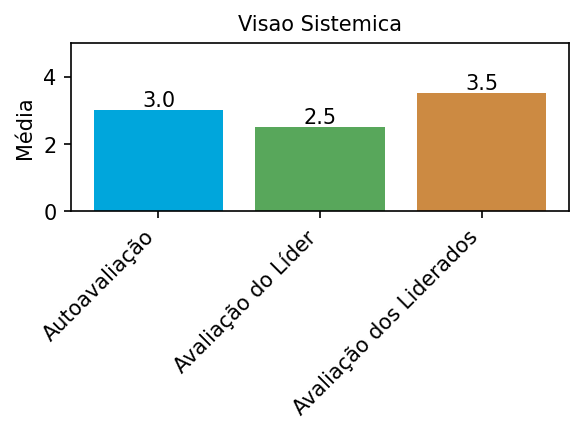 Visao Sistemica
Média
4
2
0
3.0
2.5
3.5
Autoavaliação
Avaliação do Líder
Avaliação dos Liderados